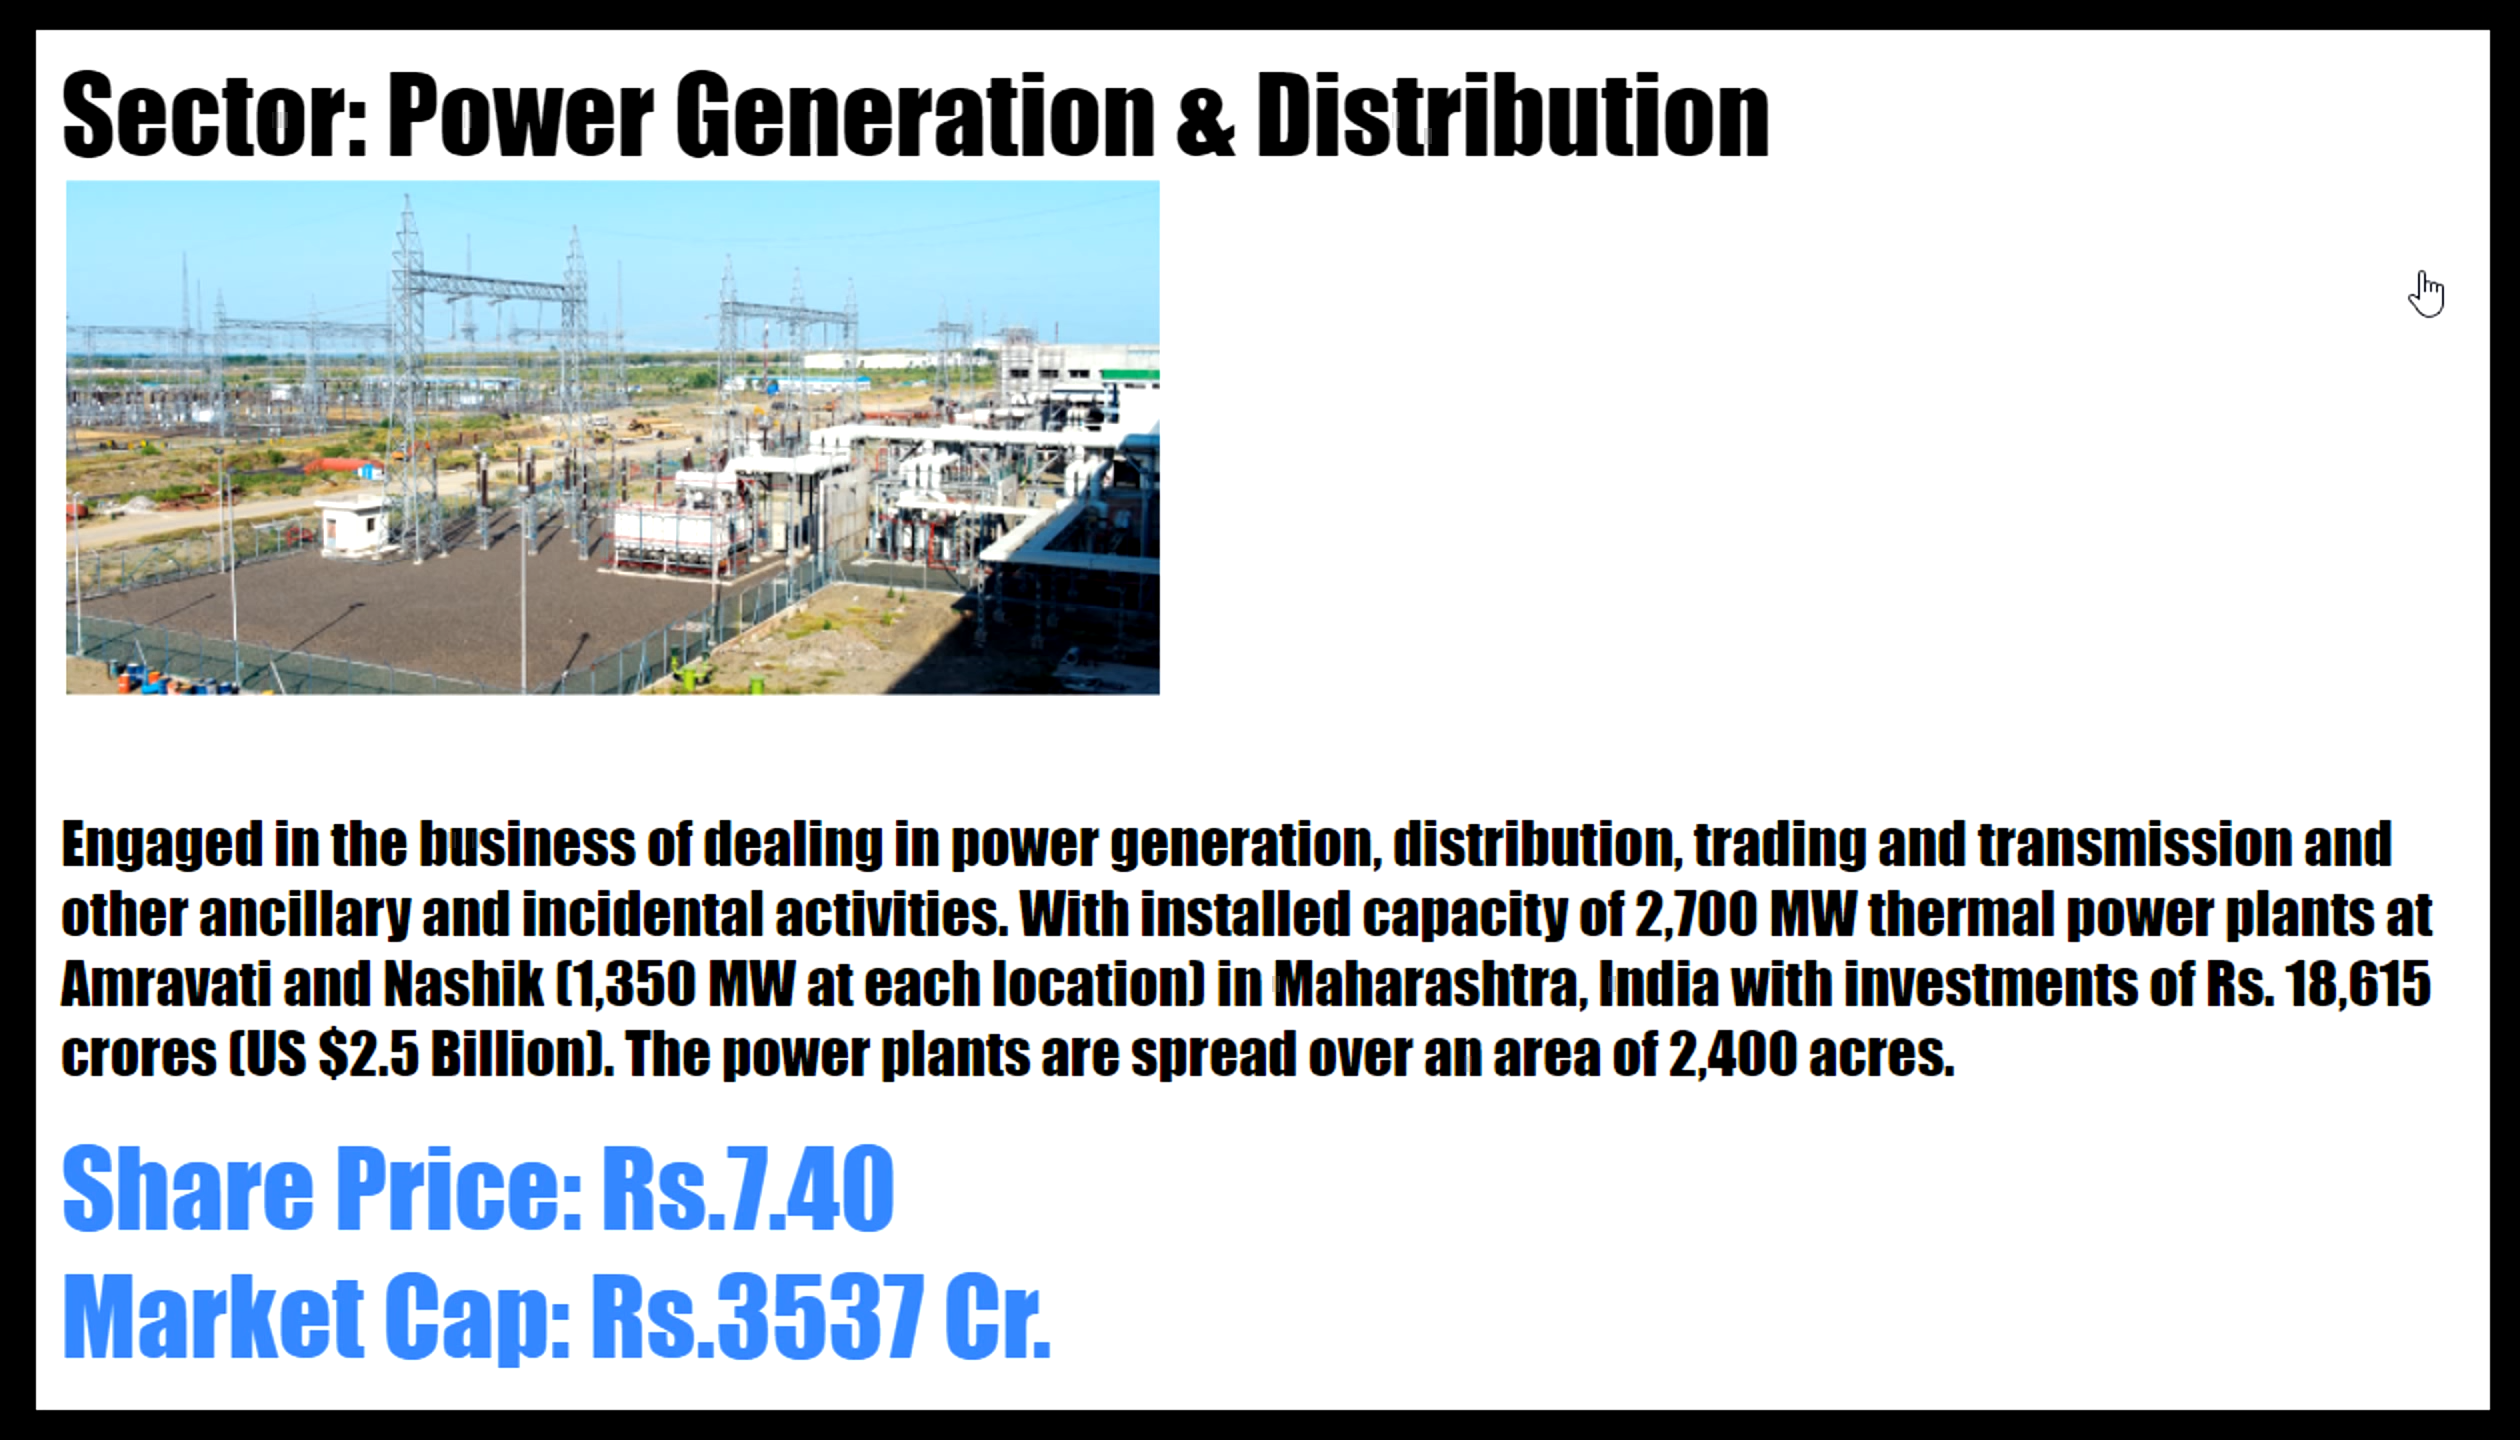 Sector: Power Generation & Distribution
Engaged in the business of dealing in power generation, distribution, trading and transmission and
other ancillary and incidental activities. With installed capacity of 2,700 MW thermal power plants at
Amravati and Nashik (1,350 MW at each location) in Maharashtra, India with investments of Rs. 18,615
crores (US $2.5 Billion). The power plants are spread over an area of 2,400 acres.
Share Price: Rs.7.40
Market Cap: Rs.3537 Cr.